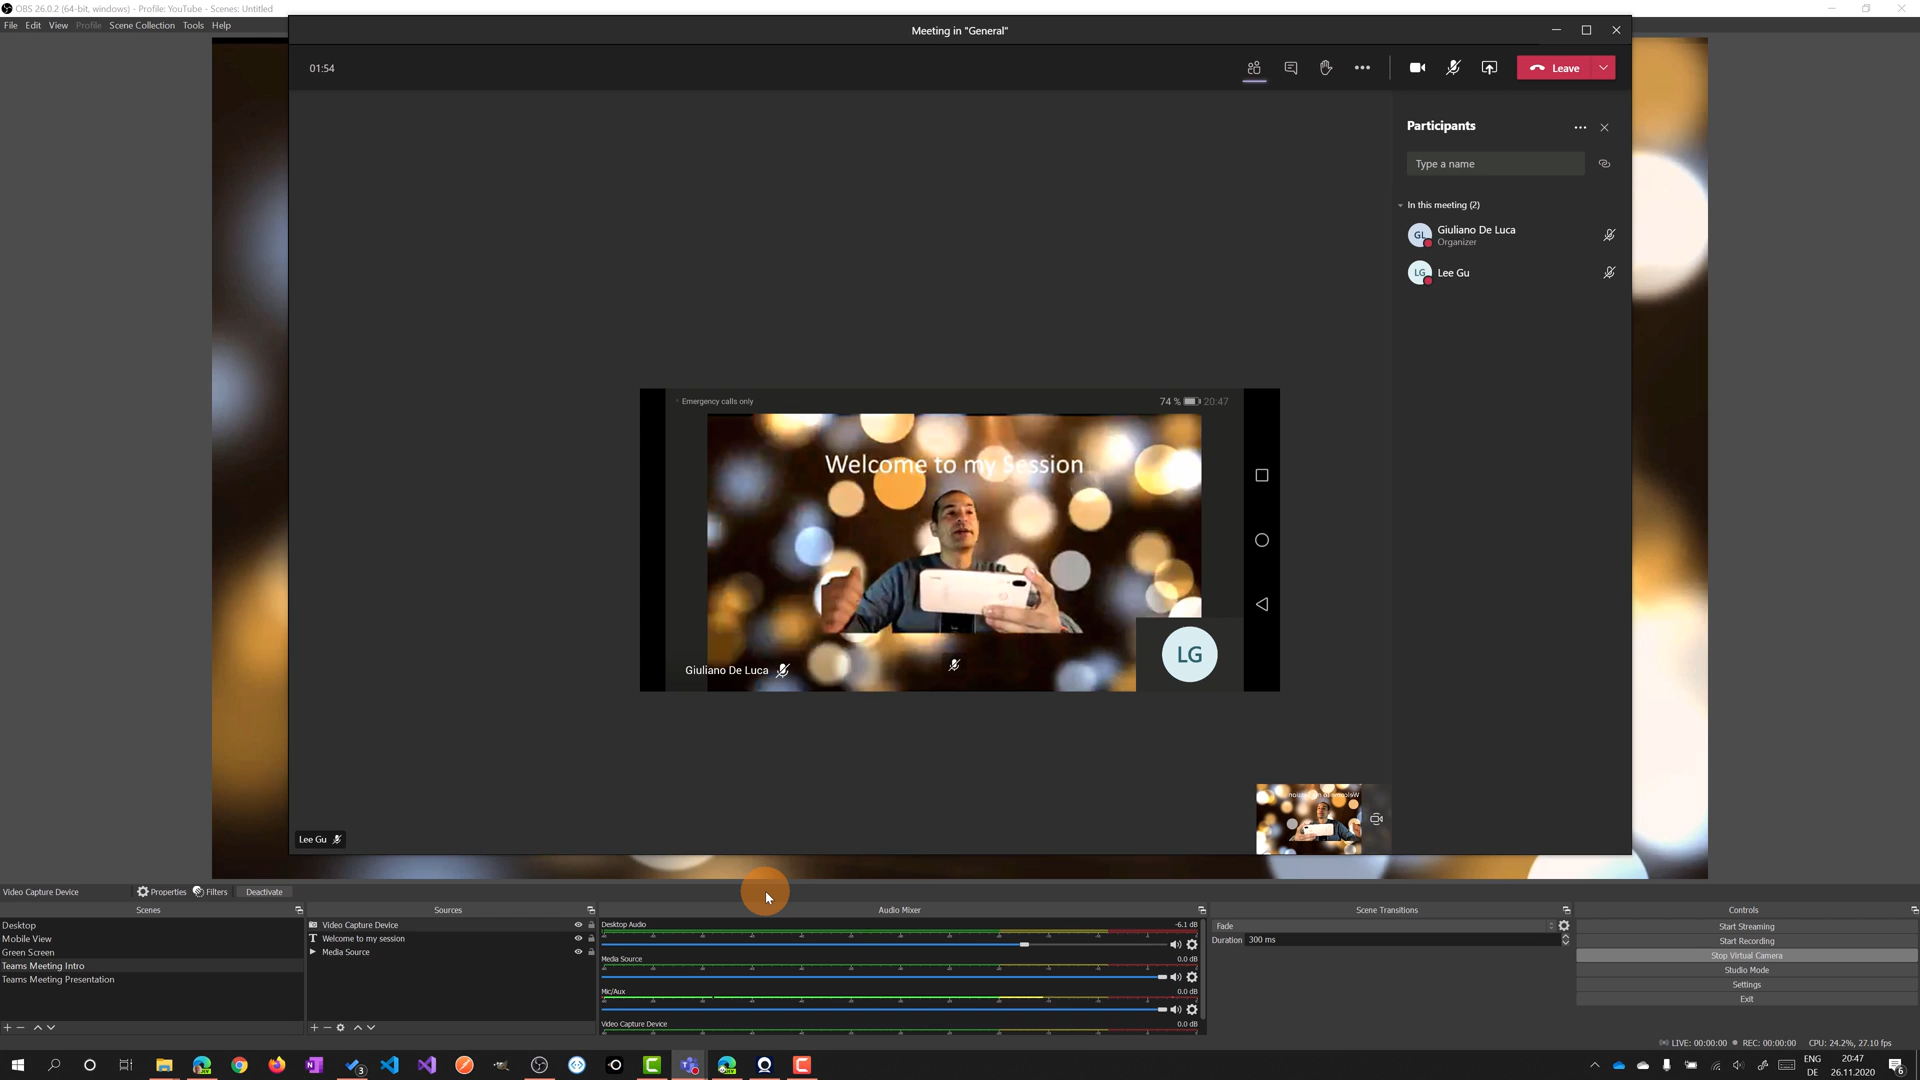 OBS 26.0.2 (64-bit, windows) - Profile: YouTube - Scenes: Untitled
File Edit View Profile Scene Collection Tools Help
Meeting in "General"
01:54
Leave
Participants
Type a name
In this meeting (2)
GL Giuliano De Luca
Organizer
LG Lee Gu
Emergency calls only
74 % 20:47
Welcome to my Session
Giuliano De Luca
LG
Lee Gu
Video Capture Device Properties Filters Deactivate
Scenes
Desktop
Mobile View
Green Screen
Teams Meeting Intro
Teams Meeting Presentation
Sources
Video Capture Device
Welcome to my session
Media Source
Audio Mixer
Desktop Audio -6.1 dB
Media Source 0.0 dB
Mic/Aux 0.0 dB
Video Capture Device 0.0 dB
Scene Transitions
Fade
Duration 300 ms
Controls
Start Streaming
Start Recording
Stop Virtual Camera
Studio Mode
Settings
Exit
LIVE: 00:00:00 REC: 00:00:00 CPU: 24.2%, 27.10 fps
3
ENG
DE
20:47
26.11.2020
6